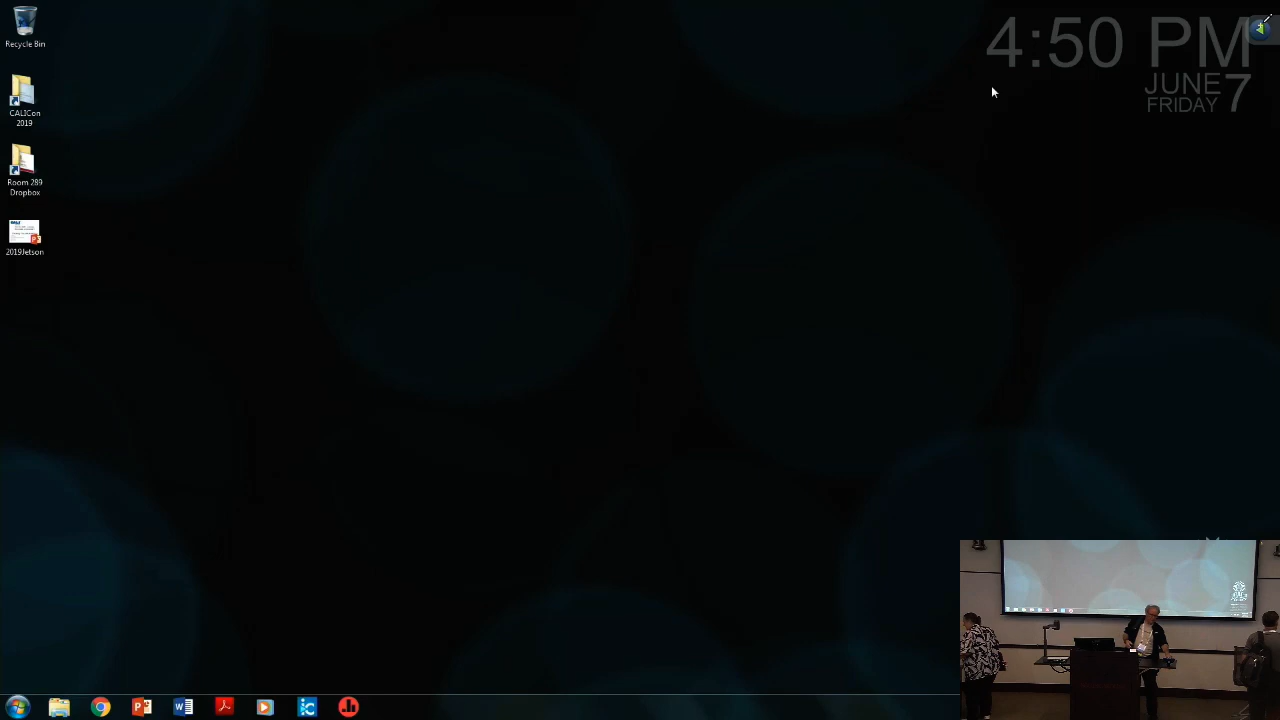 Recycle Bin
4:50 PM
JUNE 7
FRIDAY
CALICon
2019
Room 289
Dropbox
2019Jetson